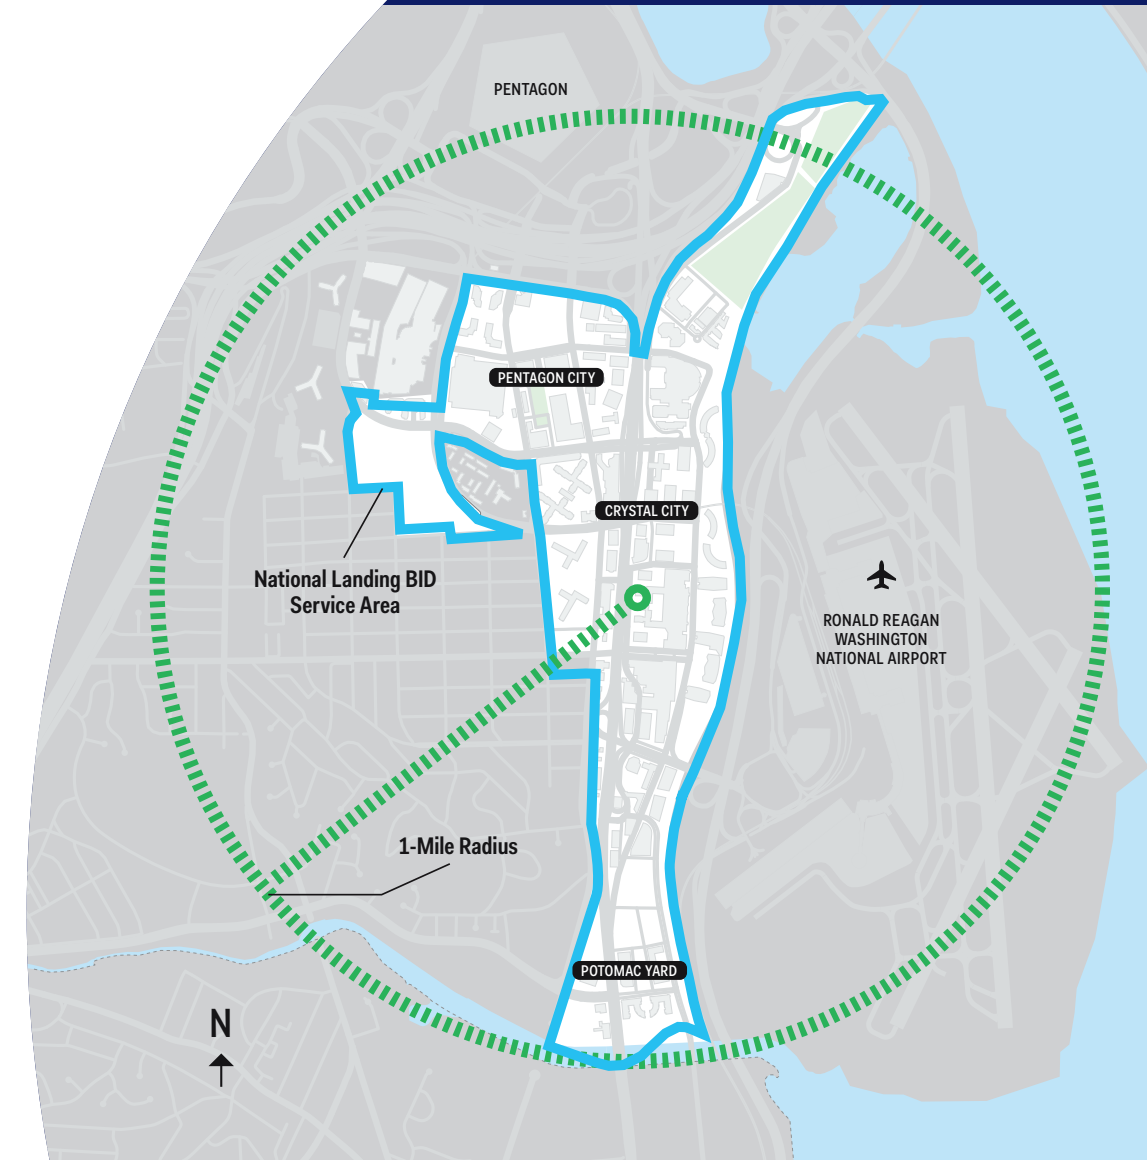 PENTAGON
PENTAGON CITY
CRYSTAL CITY
National Landing BID
Service Area
RONALD REAGAN
WASHINGTON
NATIONAL AIRPORT
1-Mile Radius
POTOMAC YARD
N